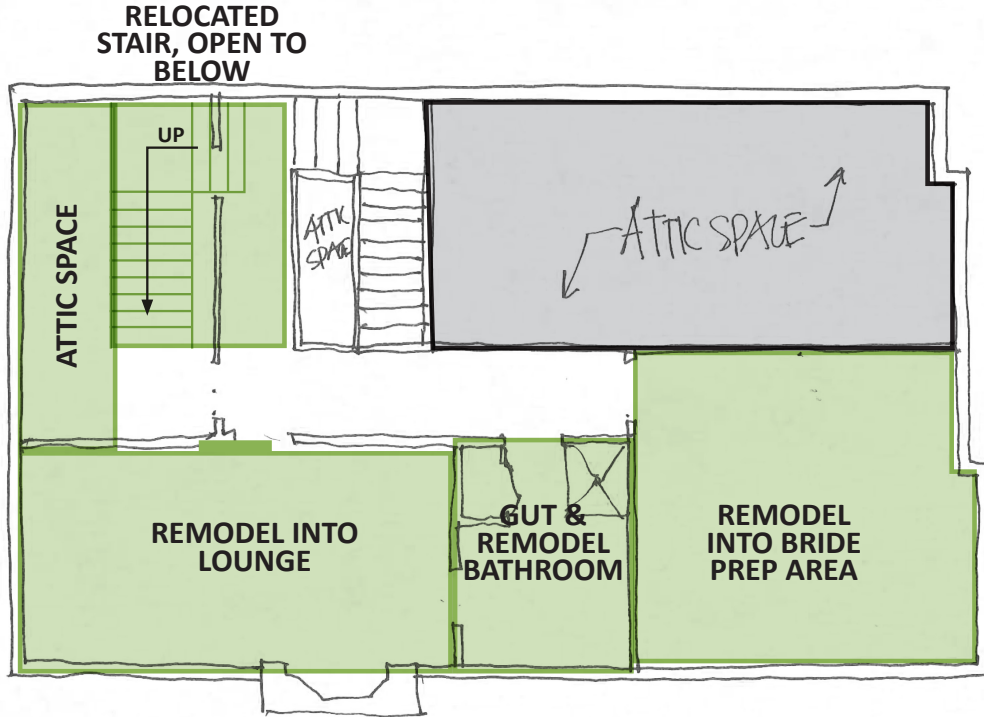 RELOCATED
STAIR, OPEN TO
BELOW
UP
ATTIC SPACE
ATTIC
SPACE
ATTIC SPACE
REMODEL INTO
LOUNGE
GUT &
REMODEL
BATHROOM
REMODEL
INTO BRIDE
PREP AREA